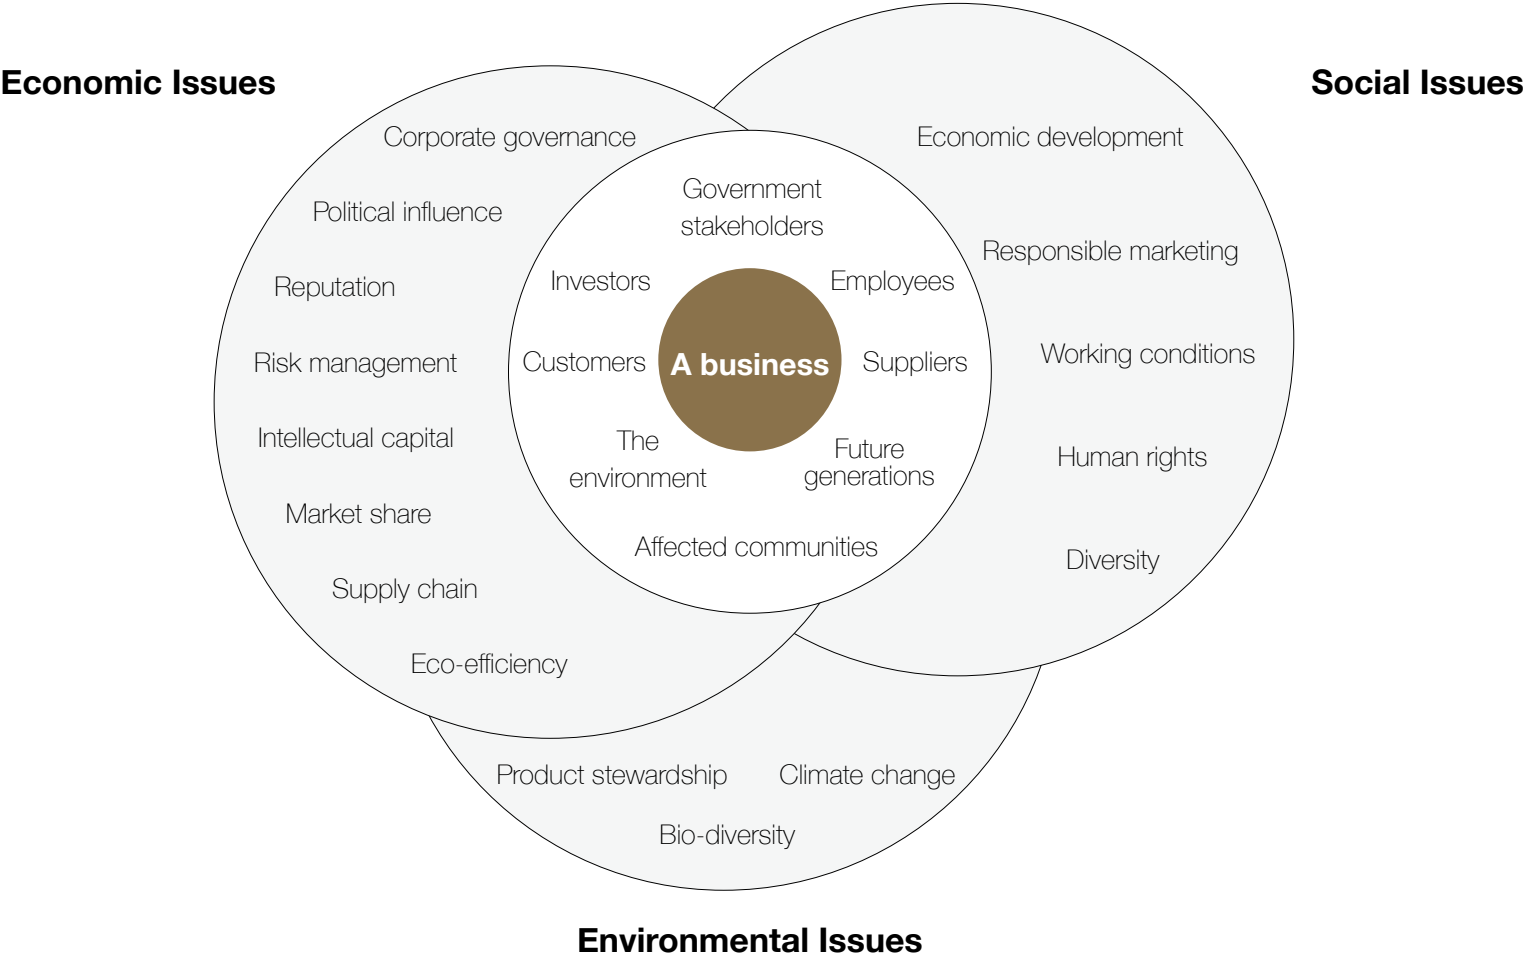 Economic Issues
Social Issues
Corporate governance
Political influence
Reputation
Risk management
Intellectual capital
Market share
Supply chain
Eco-efficiency
Government
stakeholders
Investors
Employees
Customers
A business
Suppliers
The
environment
Future
generations
Affected communities
Economic development
Responsible marketing
Working conditions
Human rights
Diversity
Product stewardship
Climate change
Bio-diversity
Environmental Issues